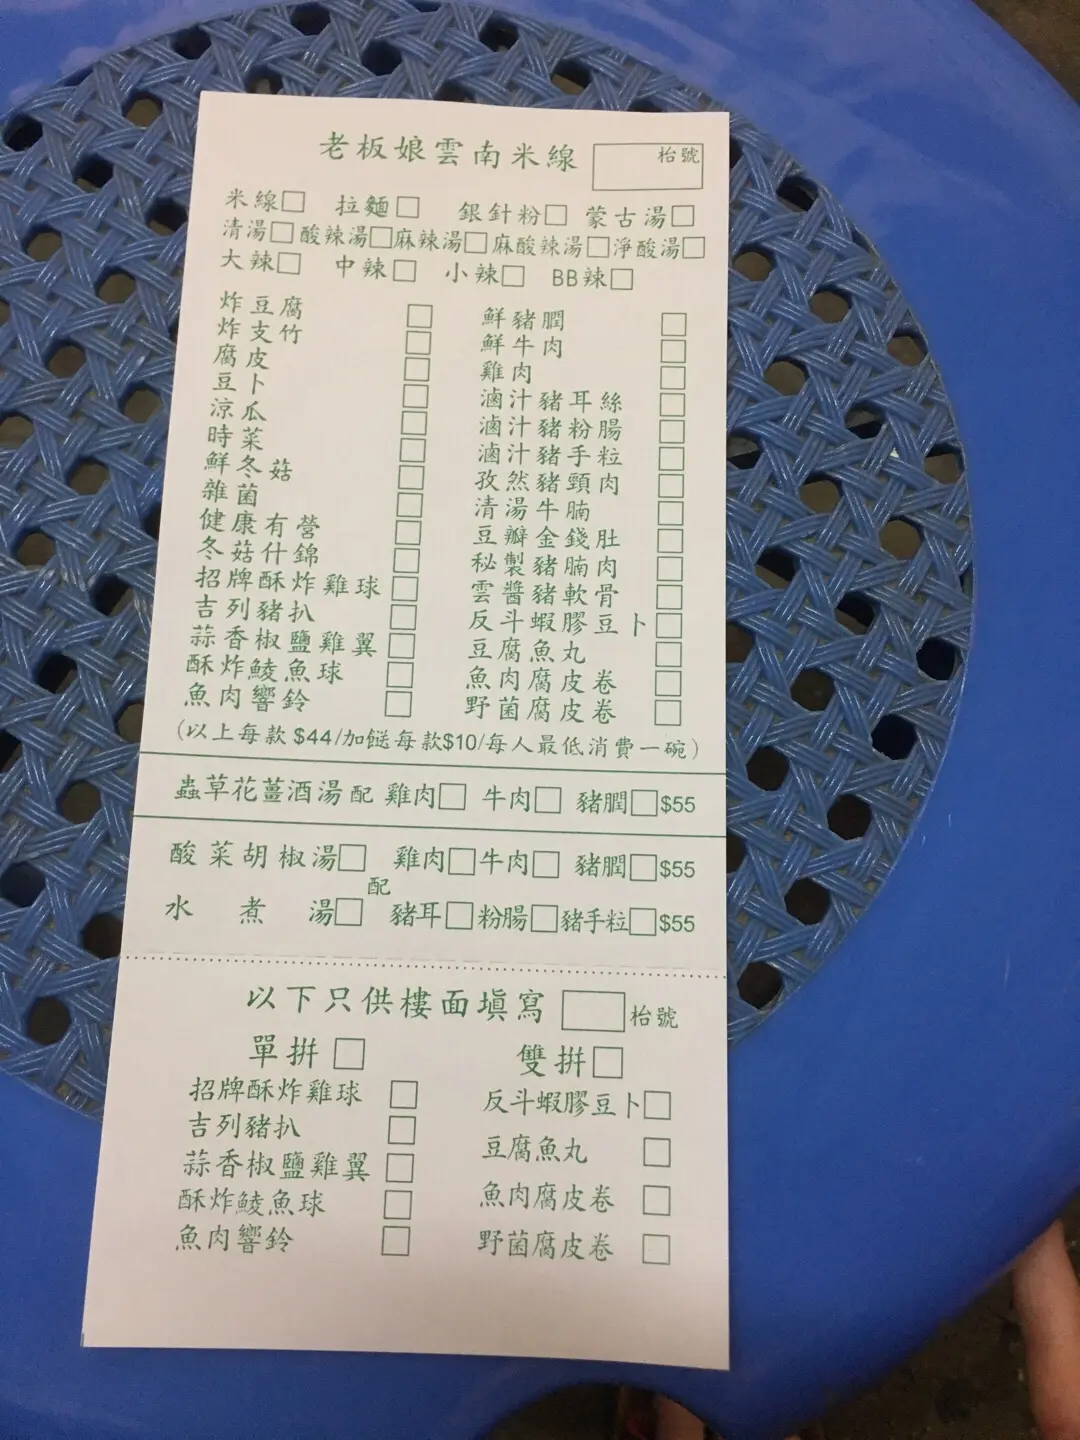 老板娘雲南米線 枱號
米線□ 拉麵□ 銀針粉□ 蒙古湯□
清湯□ 酸辣湯□ 麻辣湯□ 麻酸辣湯□ 淨酸湯□
大辣□ 中辣□ 小辣□ BB辣□
炸豆腐□ 鮮豬膶□
炸支竹□ 鮮牛肉□
腐皮□ 雞肉□
豆卜□ 滷汁豬耳絲□
涼瓜□ 滷汁豬粉腸□
時菜□ 滷汁豬手粒□
鮮冬菇□ 孜然豬頸肉□
雜菌□ 清湯牛腩□
健康有營□ 豆瓣金錢肚□
冬菇什錦□ 秘製豬腩肉□
招牌酥炸雞球□ 雲醬豬軟骨□
吉列豬扒□ 反斗蝦膠豆卜□
蒜香椒鹽雞翼□ 豆腐魚丸□
酥炸鯪魚球□ 魚肉腐皮卷□
魚肉響鈴□ 野菌腐皮卷□
(以上每款$44/加餸每款$10/每人最低消費一碗)
蟲草花薑酒湯 配 雞肉□ 牛肉□ 豬膶□$55
酸菜胡椒湯□ 雞肉□牛肉□ 豬膶□$55
配
水煮湯□ 豬耳□粉腸□豬手粒□$55
以下只供樓面填寫 枱號
單拼□ 雙拼□
招牌酥炸雞球□ 反斗蝦膠豆卜□
吉列豬扒□ 豆腐魚丸□
蒜香椒鹽雞翼□ 魚肉腐皮卷□
酥炸鯪魚球□ 野菌腐皮卷□
魚肉響鈴□